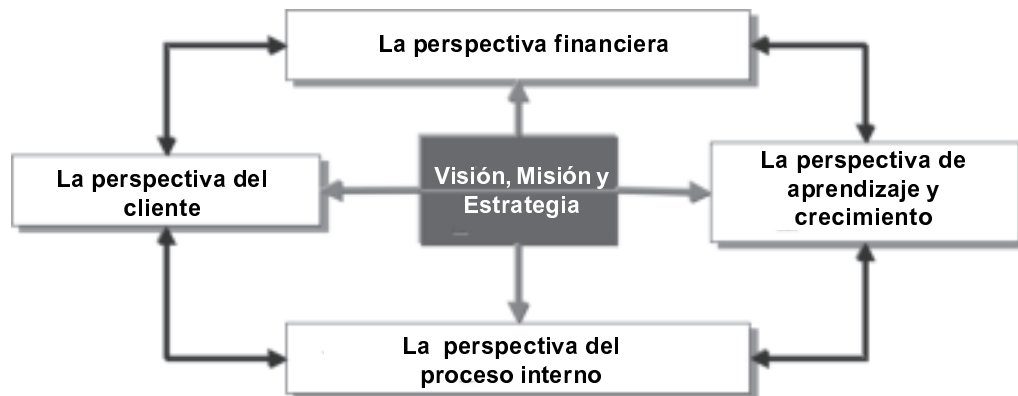 La perspectiva financiera
La perspectiva del
cliente
Visión, Misión y
Estrategia
La perspectiva de
aprendizaje y
crecimiento
La perspectiva del
proceso interno